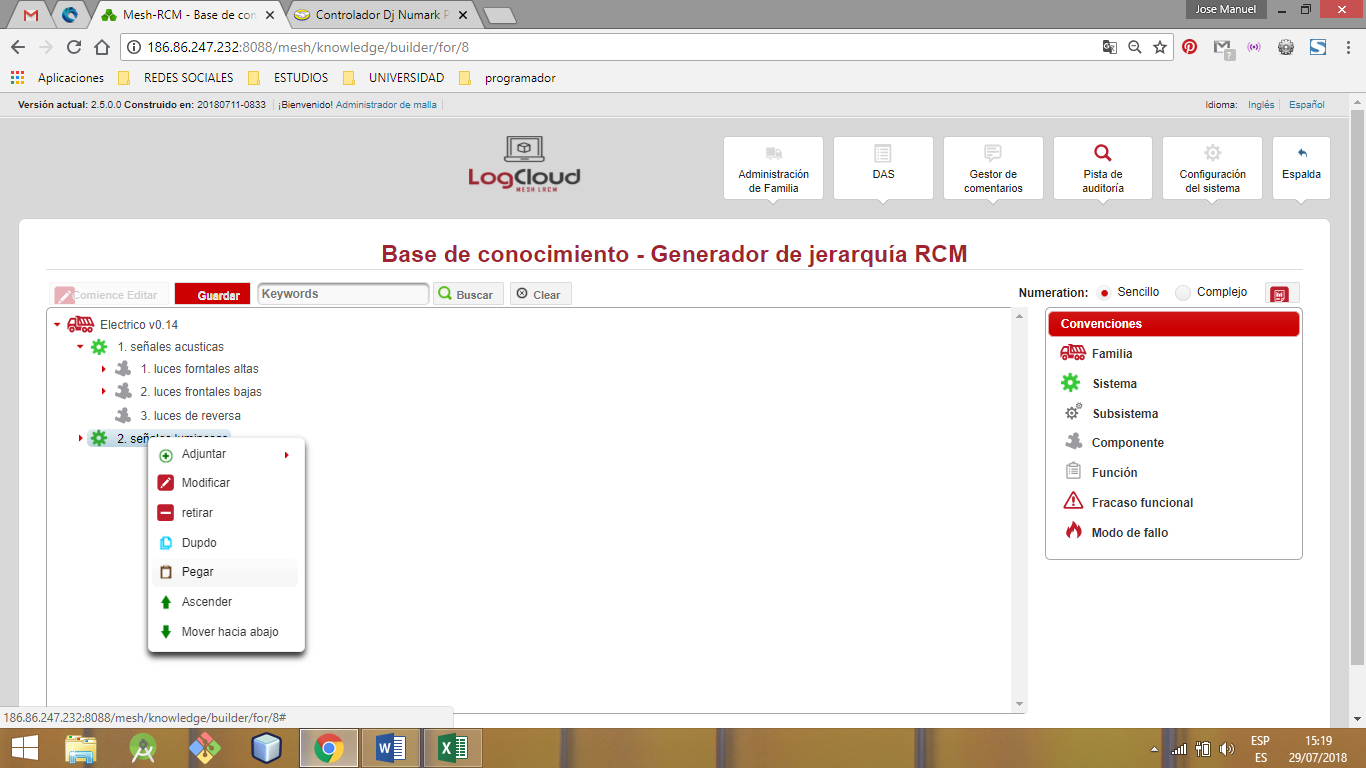 Jose Manuel
Mesh-RCM - Base de con
Controlador Dj Numark P
186.86.247.232:8088/mesh/knowledge/builder/for/8
Aplicaciones REDES SOCIALES ESTUDIOS UNIVERSIDAD programador
Versión actual: 2.5.0.0 Construido en: 20180711-0833 ¡Bienvenido! Administrador de malla
Idioma: Inglés Español
LogCloud
MESH LRCM
Administración
de Familia
DAS
Gestor de
comentarios
Pista de
auditoría
Configuración
del sistema
Espalda
Base de conocimiento - Generador de jerarquía RCM
Comience Editar Guardar Keywords Buscar Clear
Numeration: Sencillo Complejo
Electrico v0.14
1. señales acusticas
1. luces forntales altas
2. luces frontales bajas
3. luces de reversa
2. señales luminosas
Adjuntar
Modificar
retirar
Dupdo
Pegar
Ascender
Mover hacia abajo
Convenciones
Familia
Sistema
Subsistema
Componente
Función
Fracaso funcional
Modo de fallo
186.86.247.232:8088/mesh/knowledge/builder/for/8#
ESP
ES
15:19
29/07/2018